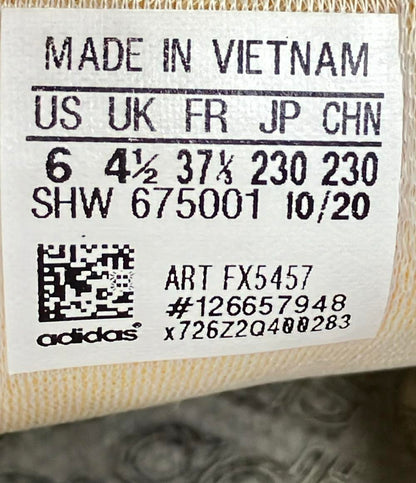 MADE IN VIETNAM
US UK FR JP CHN
6 4½ 37⅓ 230 230
SHW 675001 10/20
ART FX5457
#126657948
adidas x726Z2Q400283